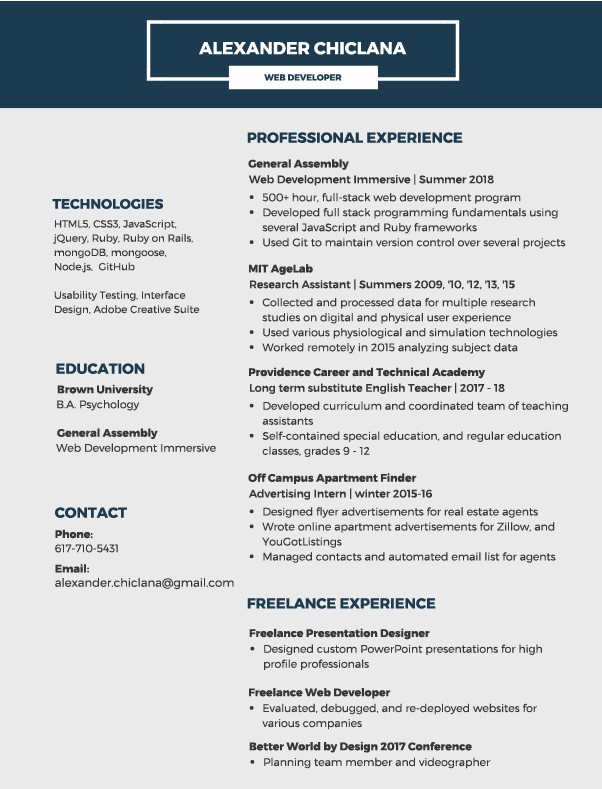 ALEXANDER CHICLANA
WEB DEVELOPER
TECHNOLOGIES
HTML5, CSS3, JavaScript,
jQuery, Ruby, Ruby on Rails,
mongoDB, mongoose,
Node.js, GitHub
Usability Testing, Interface
Design, Adobe Creative Suite
EDUCATION
Brown University
B.A. Psychology
General Assembly
Web Development Immersive
CONTACT
Phone:
617-710-5431
Email:
alexander.chiclana@gmail.com
PROFESSIONAL EXPERIENCE
General Assembly
Web Development Immersive | Summer 2018
• 500+ hour, full-stack web development program
• Developed full stack programming fundamentals using
several JavaScript and Ruby frameworks
• Used Git to maintain version control over several projects
MIT AgeLab
Research Assistant | Summers 2009, '10, '12, '13, '15
• Collected and processed data for multiple research
studies on digital and physical user experience
• Used various physiological and simulation technologies
• Worked remotely in 2015 analyzing subject data
Providence Career and Technical Academy
Long term substitute English Teacher | 2017 - 18
• Developed curriculum and coordinated team of teaching
assistants
• Self-contained special education, and regular education
classes, grades 9 - 12
Off Campus Apartment Finder
Advertising Intern | winter 2015-16
• Designed flyer advertisements for real estate agents
• Wrote online apartment advertisements for Zillow, and
YouGotListings
• Managed contacts and automated email list for agents
FREELANCE EXPERIENCE
Freelance Presentation Designer
• Designed custom PowerPoint presentations for high
profile professionals
Freelance Web Developer
• Evaluated, debugged, and re-deployed websites for
various companies
Better World by Design 2017 Conference
• Planning team member and videographer